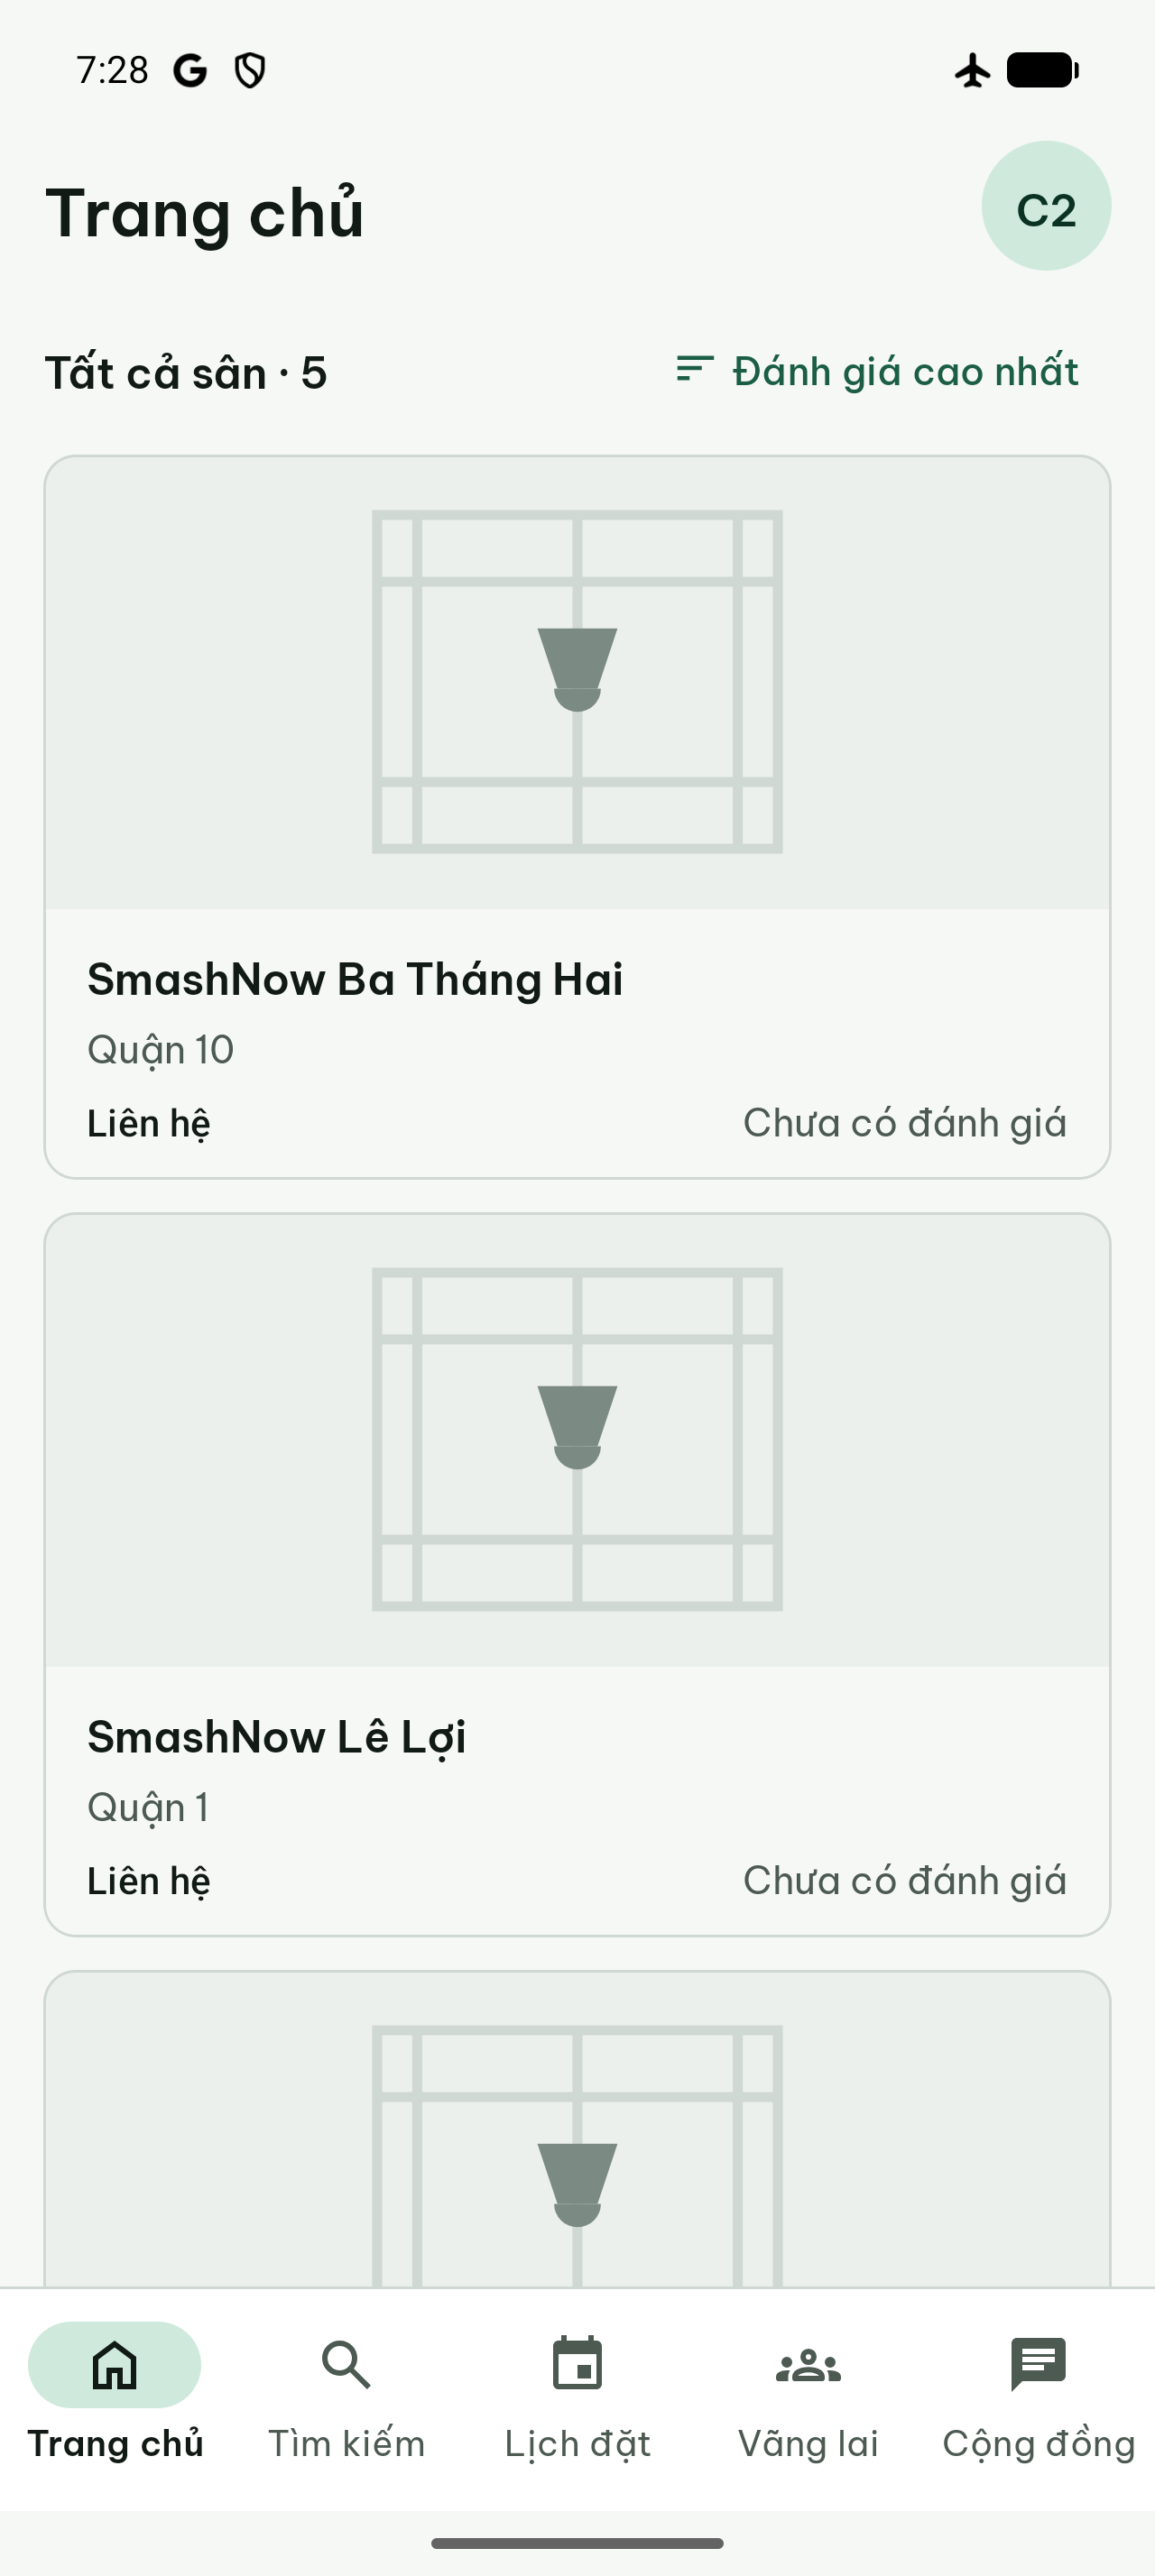 7:28
Trang chủ
C2
Tất cả sân · 5
Đánh giá cao nhất
SmashNow Ba Tháng Hai
Quận 10
Liên hệ
Chưa có đánh giá
SmashNow Lê Lợi
Quận 1
Liên hệ
Chưa có đánh giá
Trang chủ
Tìm kiếm
Lịch đặt
Vãng lai
Cộng đồng